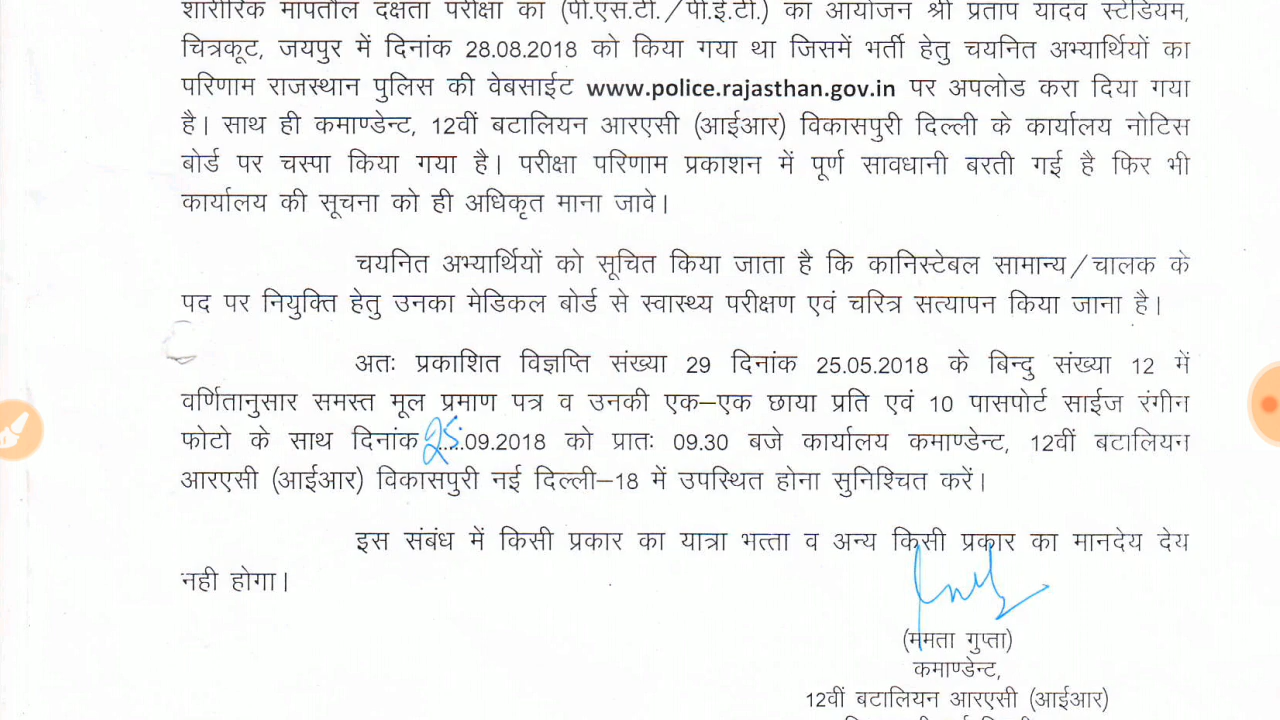 शारीरिक मापतौल दक्षता परीक्षा का (पी.एस.टी./पी.ई.टी.) का आयोजन श्री प्रताप यादव स्टेडियम,
चित्रकूट, जयपुर में दिनांक 28.08.2018 को किया गया था जिसमें भर्ती हेतु चयनित अभ्यार्थियों का
परिणाम राजस्थान पुलिस की वेबसाईट www.police.rajasthan.gov.in पर अपलोड करा दिया गया
है। साथ ही कमाण्डेन्ट, 12वीं बटालियन आरएसी (आईआर) विकासपुरी दिल्ली के कार्यालय नोटिस
बोर्ड पर चस्पा किया गया है। परीक्षा परिणाम प्रकाशन में पूर्ण सावधानी बरती गई है फिर भी
कार्यालय की सूचना को ही अधिकृत माना जावे।
चयनित अभ्यार्थियों को सूचित किया जाता है कि कानिस्टेबल सामान्य/चालक के
पद पर नियुक्ति हेतु उनका मेडिकल बोर्ड से स्वास्थ्य परीक्षण एवं चरित्र सत्यापन किया जाना है।
अतः प्रकाशित विज्ञप्ति संख्या 29 दिनांक 25.05.2018 के बिन्दु संख्या 12 में
वर्णितानुसार समस्त मूल प्रमाण पत्र व उनकी एक–एक छाया प्रति एवं 10 पासपोर्ट साईज रंगीन
फोटो के साथ दिनांक 25.09.2018 को प्रातः 09.30 बजे कार्यालय कमाण्डेन्ट, 12वीं बटालियन
आरएसी (आईआर) विकासपुरी नई दिल्ली–18 में उपस्थित होना सुनिश्चित करें।
इस संबंध में किसी प्रकार का यात्रा भत्ता व अन्य किसी प्रकार का मानदेय देय
नही होगा।
(ममता गुप्ता)
कमाण्डेन्ट,
12वीं बटालियन आरएसी (आईआर)